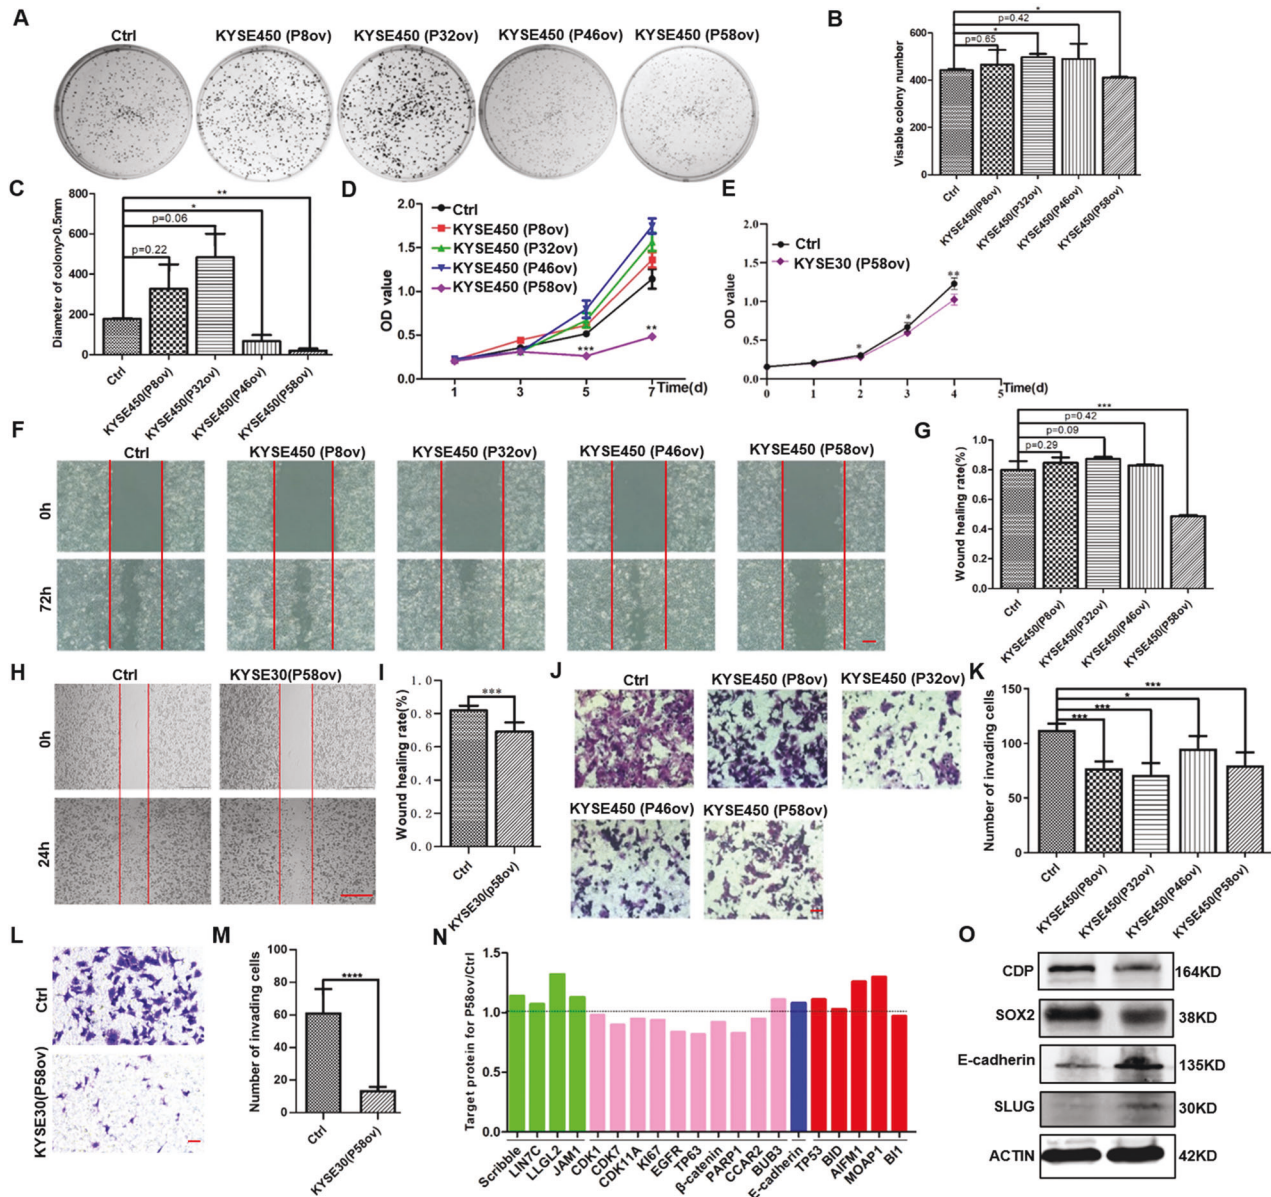 A
Ctrl
KYSE450 (P8ov)
KYSE450 (P32ov)
KYSE450 (P46ov)
KYSE450 (P58ov)
B
Visable colony number
600
400
200
0
*
p=0.42
*
p=0.65
Ctrl
KYSE450(P8ov)
KYSE450(P32ov)
KYSE450(P46ov)
KYSE450(P58ov)
C
Diameter of colony>0.5mm
800
600
400
200
0
**
*
p=0.06
p=0.22
Ctrl
KYSE450(P8ov)
KYSE450(P32ov)
KYSE450(P46ov)
KYSE450(P58ov)
D
OD value
2.0
1.5
1.0
0.5
0.0
Ctrl
KYSE450 (P8ov)
KYSE450 (P32ov)
KYSE450 (P46ov)
KYSE450 (P58ov)
***
**
1
3
5
7
Time(d)
E
OD value
2.0
1.5
1.0
0.5
0.0
Ctrl
KYSE30 (P58ov)
*
*
**
0
1
2
3
4
5
Time(d)
F
Ctrl
KYSE450 (P8ov)
KYSE450 (P32ov)
KYSE450 (P46ov)
KYSE450 (P58ov)
0h
72h
G
Wound healing rate(%)
1.0
0.8
0.6
0.4
0.2
0.0
***
p=0.42
p=0.09
p=0.29
Ctrl
KYSE450(P8ov)
KYSE450(P32ov)
KYSE450(P46ov)
KYSE450(P58ov)
H
Ctrl
KYSE30(P58ov)
0h
24h
I
Wound healing rate(%)
1.0
0.8
0.6
0.4
0.2
0.0
***
Ctrl
KYSE30(p58ov)
J
Ctrl
KYSE450 (P8ov)
KYSE450 (P32ov)
KYSE450 (P46ov)
KYSE450 (P58ov)
K
Number of invading cells
150
100
50
0
***
*
***
***
Ctrl
KYSE450(P8ov)
KYSE450(P32ov)
KYSE450(P46ov)
KYSE450(P58ov)
L
Ctrl
KYSE30(P58ov)
M
Number of invading cells
80
60
40
20
0
****
Ctrl
KYSE30(P58ov)
N
Target protein for P58ov/Ctrl
1.5
1.0
0.5
0.0
Scribble
LIN7C
LLGL2
JAM1
CDK1
CDK7
CDK11A
KI67
EGFR
TP63
β-catenin
PARP1
CCAR2
BUB3
E-cadherin
TP53
BID
AIFM1
MOAP1
BI1
O
CDP 164KD
SOX2 38KD
E-cadherin 135KD
SLUG 30KD
ACTIN 42KD